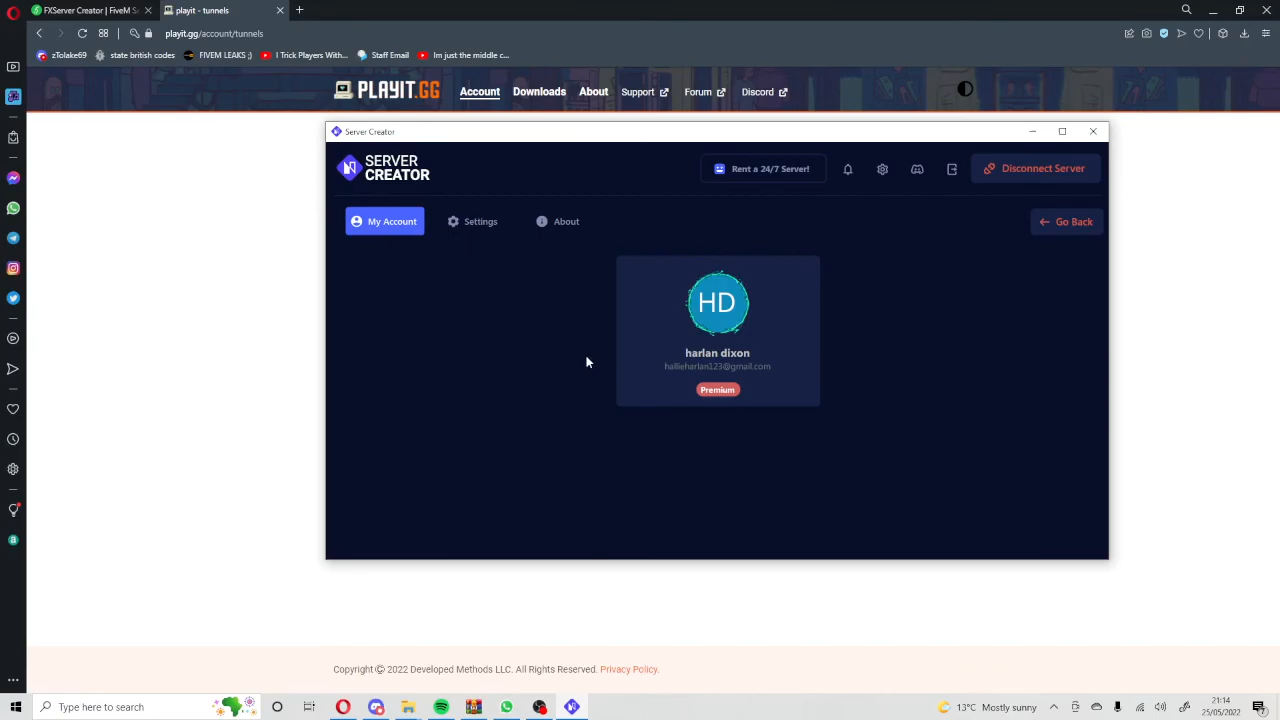 FXServer Creator | FiveM Se
playit - tunnels
playit.gg/account/tunnels
zTolake69
state british codes
FIVEM LEAKS ;)
I Trick Players With...
Staff Email
Im just the middle c...
PLAYIT.GG
Account
Downloads
About
Support
Forum
Discord
Server Creator
SERVER
CREATOR
Rent a 24/7 Server!
Disconnect Server
My Account
Settings
About
Go Back
HD
harlan dixon
hallieharlan123@gmail.com
Premium
Copyright © 2022 Developed Methods LLC. All Rights Reserved. Privacy Policy.
Type here to search
13°C Mostly sunny
21:14
25/05/2022